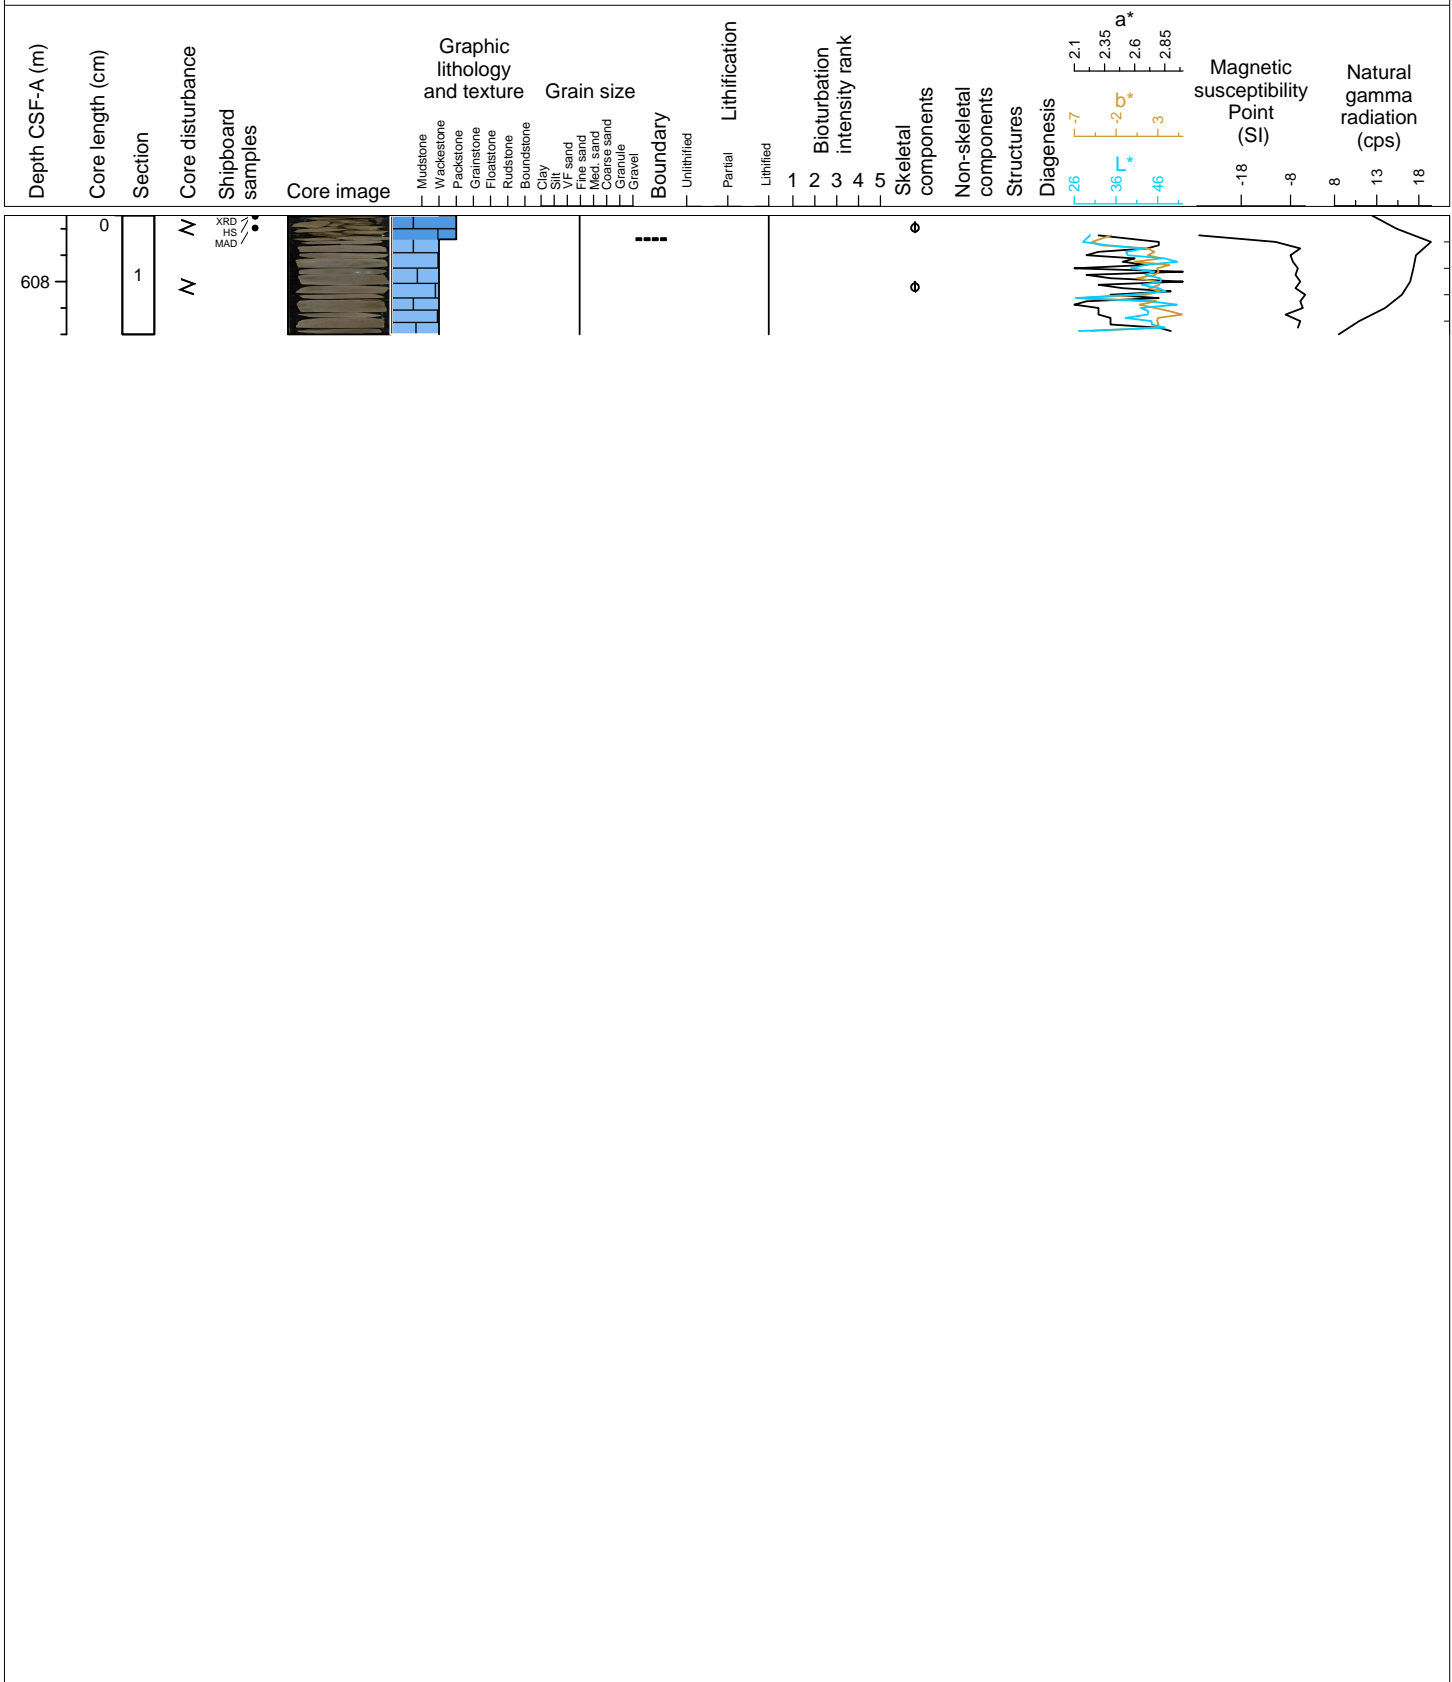 Depth CSF-A (m)
Core length (cm)
Section
Core disturbance
Shipboard
samples
Core image
Graphic
lithology
and texture
Mudstone
Wackestone
Packstone
Grainstone
Floatstone
Rudstone
Boundstone
Grain size
Clay
Silt
VF sand
Fine sand
Med. sand
Coarse sand
Granule
Gravel
Boundary
Lithification
Unlithified
Partial
Lithified
Bioturbation
intensity rank
1 2 3 4 5
Skeletal
components
Non-skeletal
components
Structures
Diagenesis
a*
2.1 2.35 2.6 2.85
b*
-7 -2 3
L*
26 36 46
Magnetic
susceptibility
Point
(SI)
-18 -8
Natural
gamma
radiation
(cps)
8 13 18
0
XRD
HS
MAD
608
1